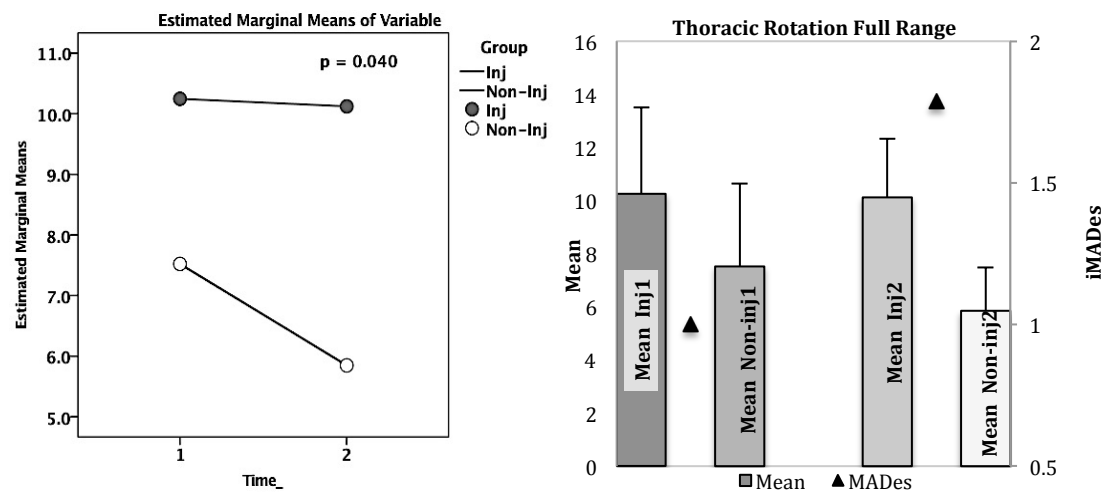 Estimated Marginal Means of Variable
11.0
10.0
9.0
8.0
7.0
6.0
5.0
Estimated Marginal Means
p = 0.040
1
2
Time_
Group
Inj
Non-Inj
Inj
Non-Inj
Thoracic Rotation Full Range
16
14
12
10
8
6
4
2
0
Mean
Mean Inj1
Mean Non-inj1
Mean Inj2
Mean Non-inj2
2
1.5
1
0.5
iMADes
Mean
MADes